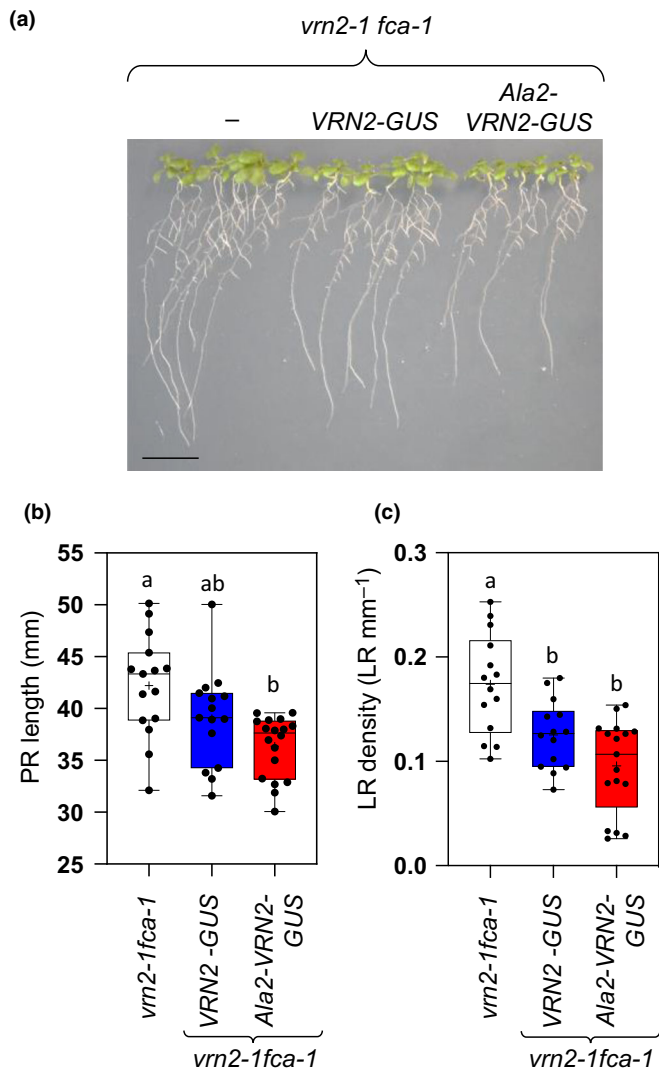 (a)
vrn2-1 fca-1
– VRN2-GUS Ala2-
VRN2-GUS
(b)
55
50
45
40
35
30
25
PR length (mm)
a
ab
b
vrn2-1fca-1
VRN2 -GUS
Ala2-VRN2-
GUS
vrn2-1fca-1
(c)
0.3
0.2
0.1
0.0
LR density (LR mm⁻¹)
a
b
b
vrn2-1fca-1
VRN2 -GUS
Ala2-VRN2-
GUS
vrn2-1fca-1